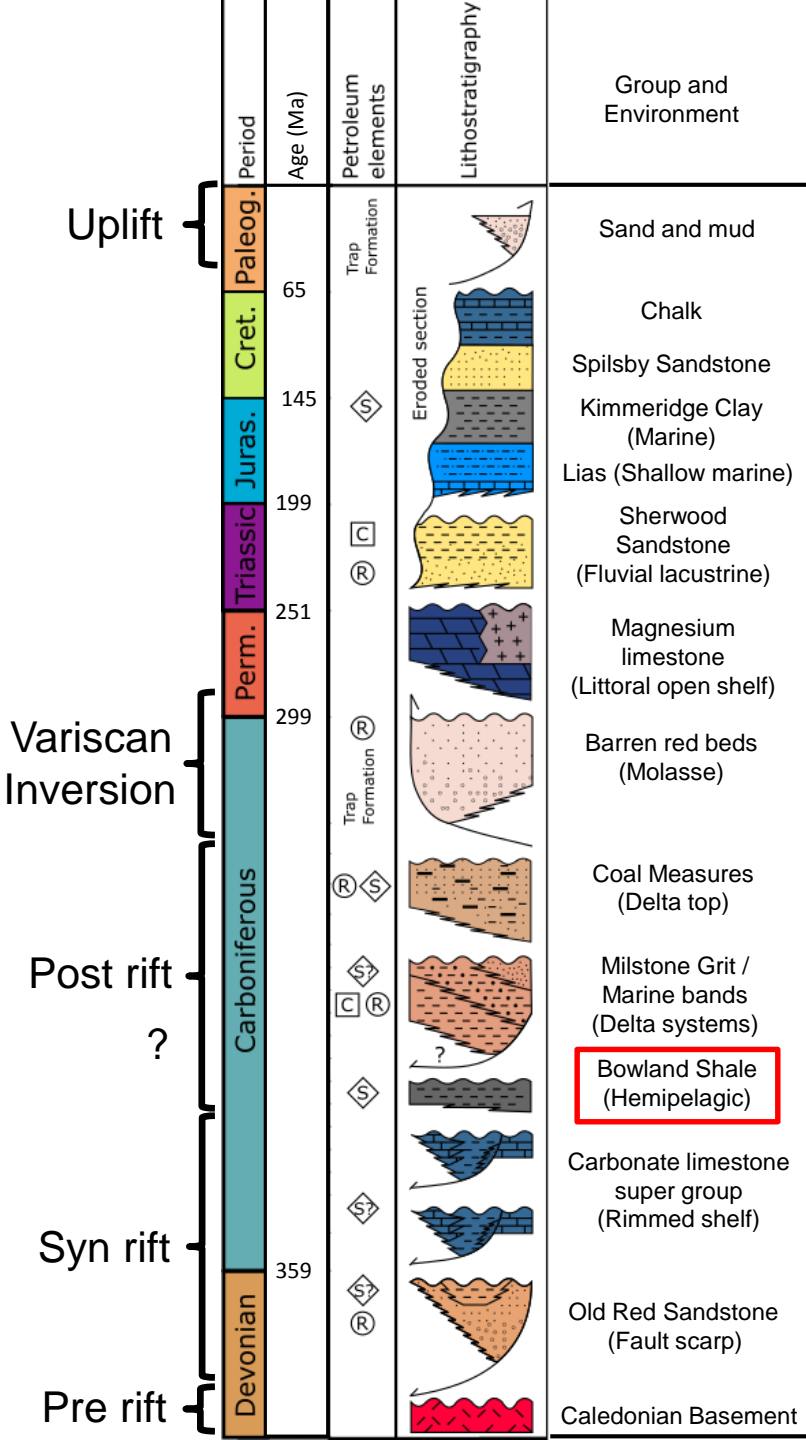 Period
Age (Ma)
Petroleum
elements
Lithostratigraphy
Group and
Environment
Uplift
Paleog.
Trap
Formation
Sand and mud
65
Cret.
Eroded section
Chalk
Spilsby Sandstone
145
Juras.
S
Kimmeridge Clay
(Marine)
Lias (Shallow marine)
199
Triassic
C
R
Sherwood
Sandstone
(Fluvial lacustrine)
251
Perm.
Magnesium
limestone
(Littoral open shelf)
299
Variscan
Inversion
Carboniferous
R
Trap
Formation
Barren red beds
(Molasse)
Post rift
?
R S
Coal Measures
(Delta top)
S?
C R
?
Milstone Grit /
Marine bands
(Delta systems)
S
Bowland Shale
(Hemipelagic)
Syn rift
S?
Carbonate limestone
super group
(Rimmed shelf)
359
Devonian
S?
R
Old Red Sandstone
(Fault scarp)
Pre rift
Caledonian Basement